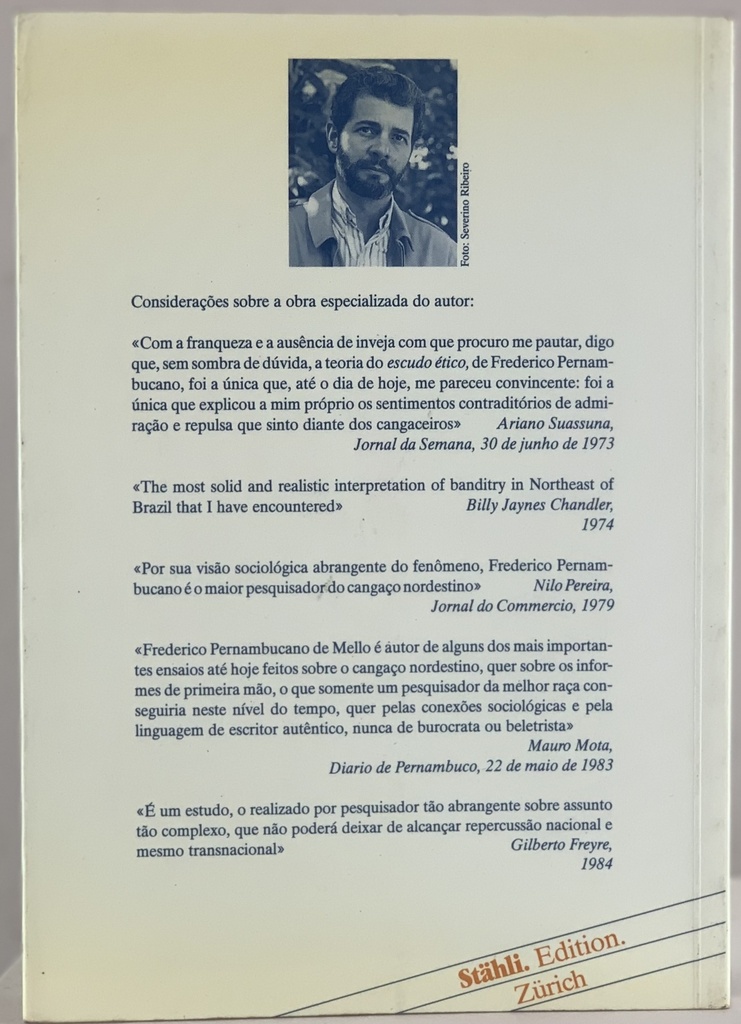 Foto: Severino Ribeiro
Considerações sobre a obra especializada do autor:
«Com a franqueza e a ausência de inveja com que procuro me pautar, digo
que, sem sombra de dúvida, a teoria do escudo ético, de Frederico Pernam-
bucano, foi a única que, até o dia de hoje, me pareceu convincente: foi a
única que explicou a mim próprio os sentimentos contraditórios de admi-
ração e repulsa que sinto diante dos cangaceiros» Ariano Suassuna,
Jornal da Semana, 30 de junho de 1973
«The most solid and realistic interpretation of banditry in Northeast of
Brazil that I have encountered» Billy Jaynes Chandler,
1974
«Por sua visão sociológica abrangente do fenômeno, Frederico Pernam-
bucano é o maior pesquisador do cangaço nordestino» Nilo Pereira,
Jornal do Commercio, 1979
«Frederico Pernambucano de Mello é autor de alguns dos mais importan-
tes ensaios até hoje feitos sobre o cangaço nordestino, quer sobre os infor-
mes de primeira mão, o que somente um pesquisador da melhor raça con-
seguiria neste nível do tempo, quer pelas conexões sociológicas e pela
linguagem de escritor autêntico, nunca de burocrata ou beletrista»
Mauro Mota,
Diario de Pernambuco, 22 de maio de 1983
«É um estudo, o realizado por pesquisador tão abrangente sobre assunto
tão complexo, que não poderá deixar de alcançar repercussão nacional e
mesmo transnacional» Gilberto Freyre,
1984
Stähli. Edition.
Zürich